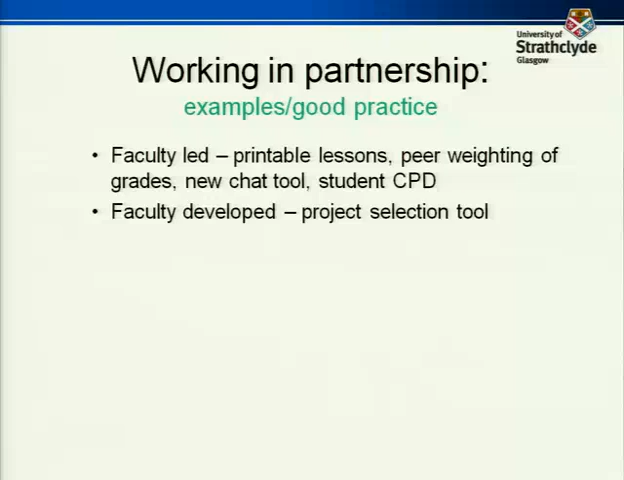 University of
Strathclyde
Glasgow
Working in partnership:
examples/good practice
• Faculty led – printable lessons, peer weighting of
grades, new chat tool, student CPD
• Faculty developed – project selection tool